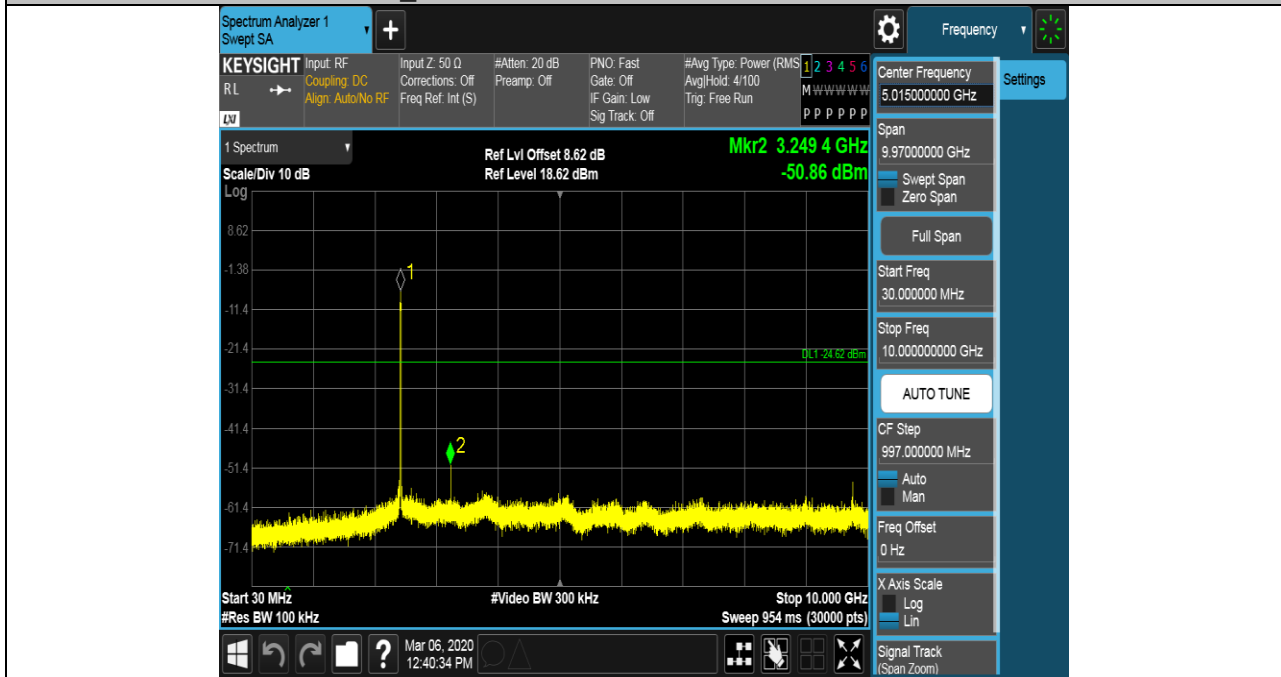 Spectrum Analyzer 1
Swept SA
+
Frequency
KEYSIGHT
RL
LXI
Input: RF
Coupling: DC
Align: Auto/No RF
Input Z: 50 Ω
Corrections: Off
Freq Ref: Int (S)
#Atten: 20 dB
Preamp: Off
PNO: Fast
Gate: Off
IF Gain: Low
Sig Track: Off
#Avg Type: Power (RMS
Avg|Hold: 4/100
Trig: Free Run
1 2 3 4 5 6
M W W W W W
P P P P P P
1 Spectrum
Scale/Div 10 dB
Ref Lvl Offset 8.62 dB
Ref Level 18.62 dBm
Mkr2 3.249 4 GHz
-50.86 dBm
Log
8.62
-1.38
-11.4
-21.4
-31.4
-41.4
-51.4
-61.4
-71.4
1
2
DL1 -24.62 dBm
Start 30 MHz
#Res BW 100 kHz
#Video BW 300 kHz
Stop 10.000 GHz
Sweep 954 ms (30000 pts)
?
Mar 06, 2020
12:40:34 PM
Center Frequency
5.015000000 GHz
Settings
Span
9.97000000 GHz
Swept Span
Zero Span
Full Span
Start Freq
30.000000 MHz
Stop Freq
10.000000000 GHz
AUTO TUNE
CF Step
997.000000 MHz
Auto
Man
Freq Offset
0 Hz
X Axis Scale
Log
Lin
Signal Track
(Span Zoom)